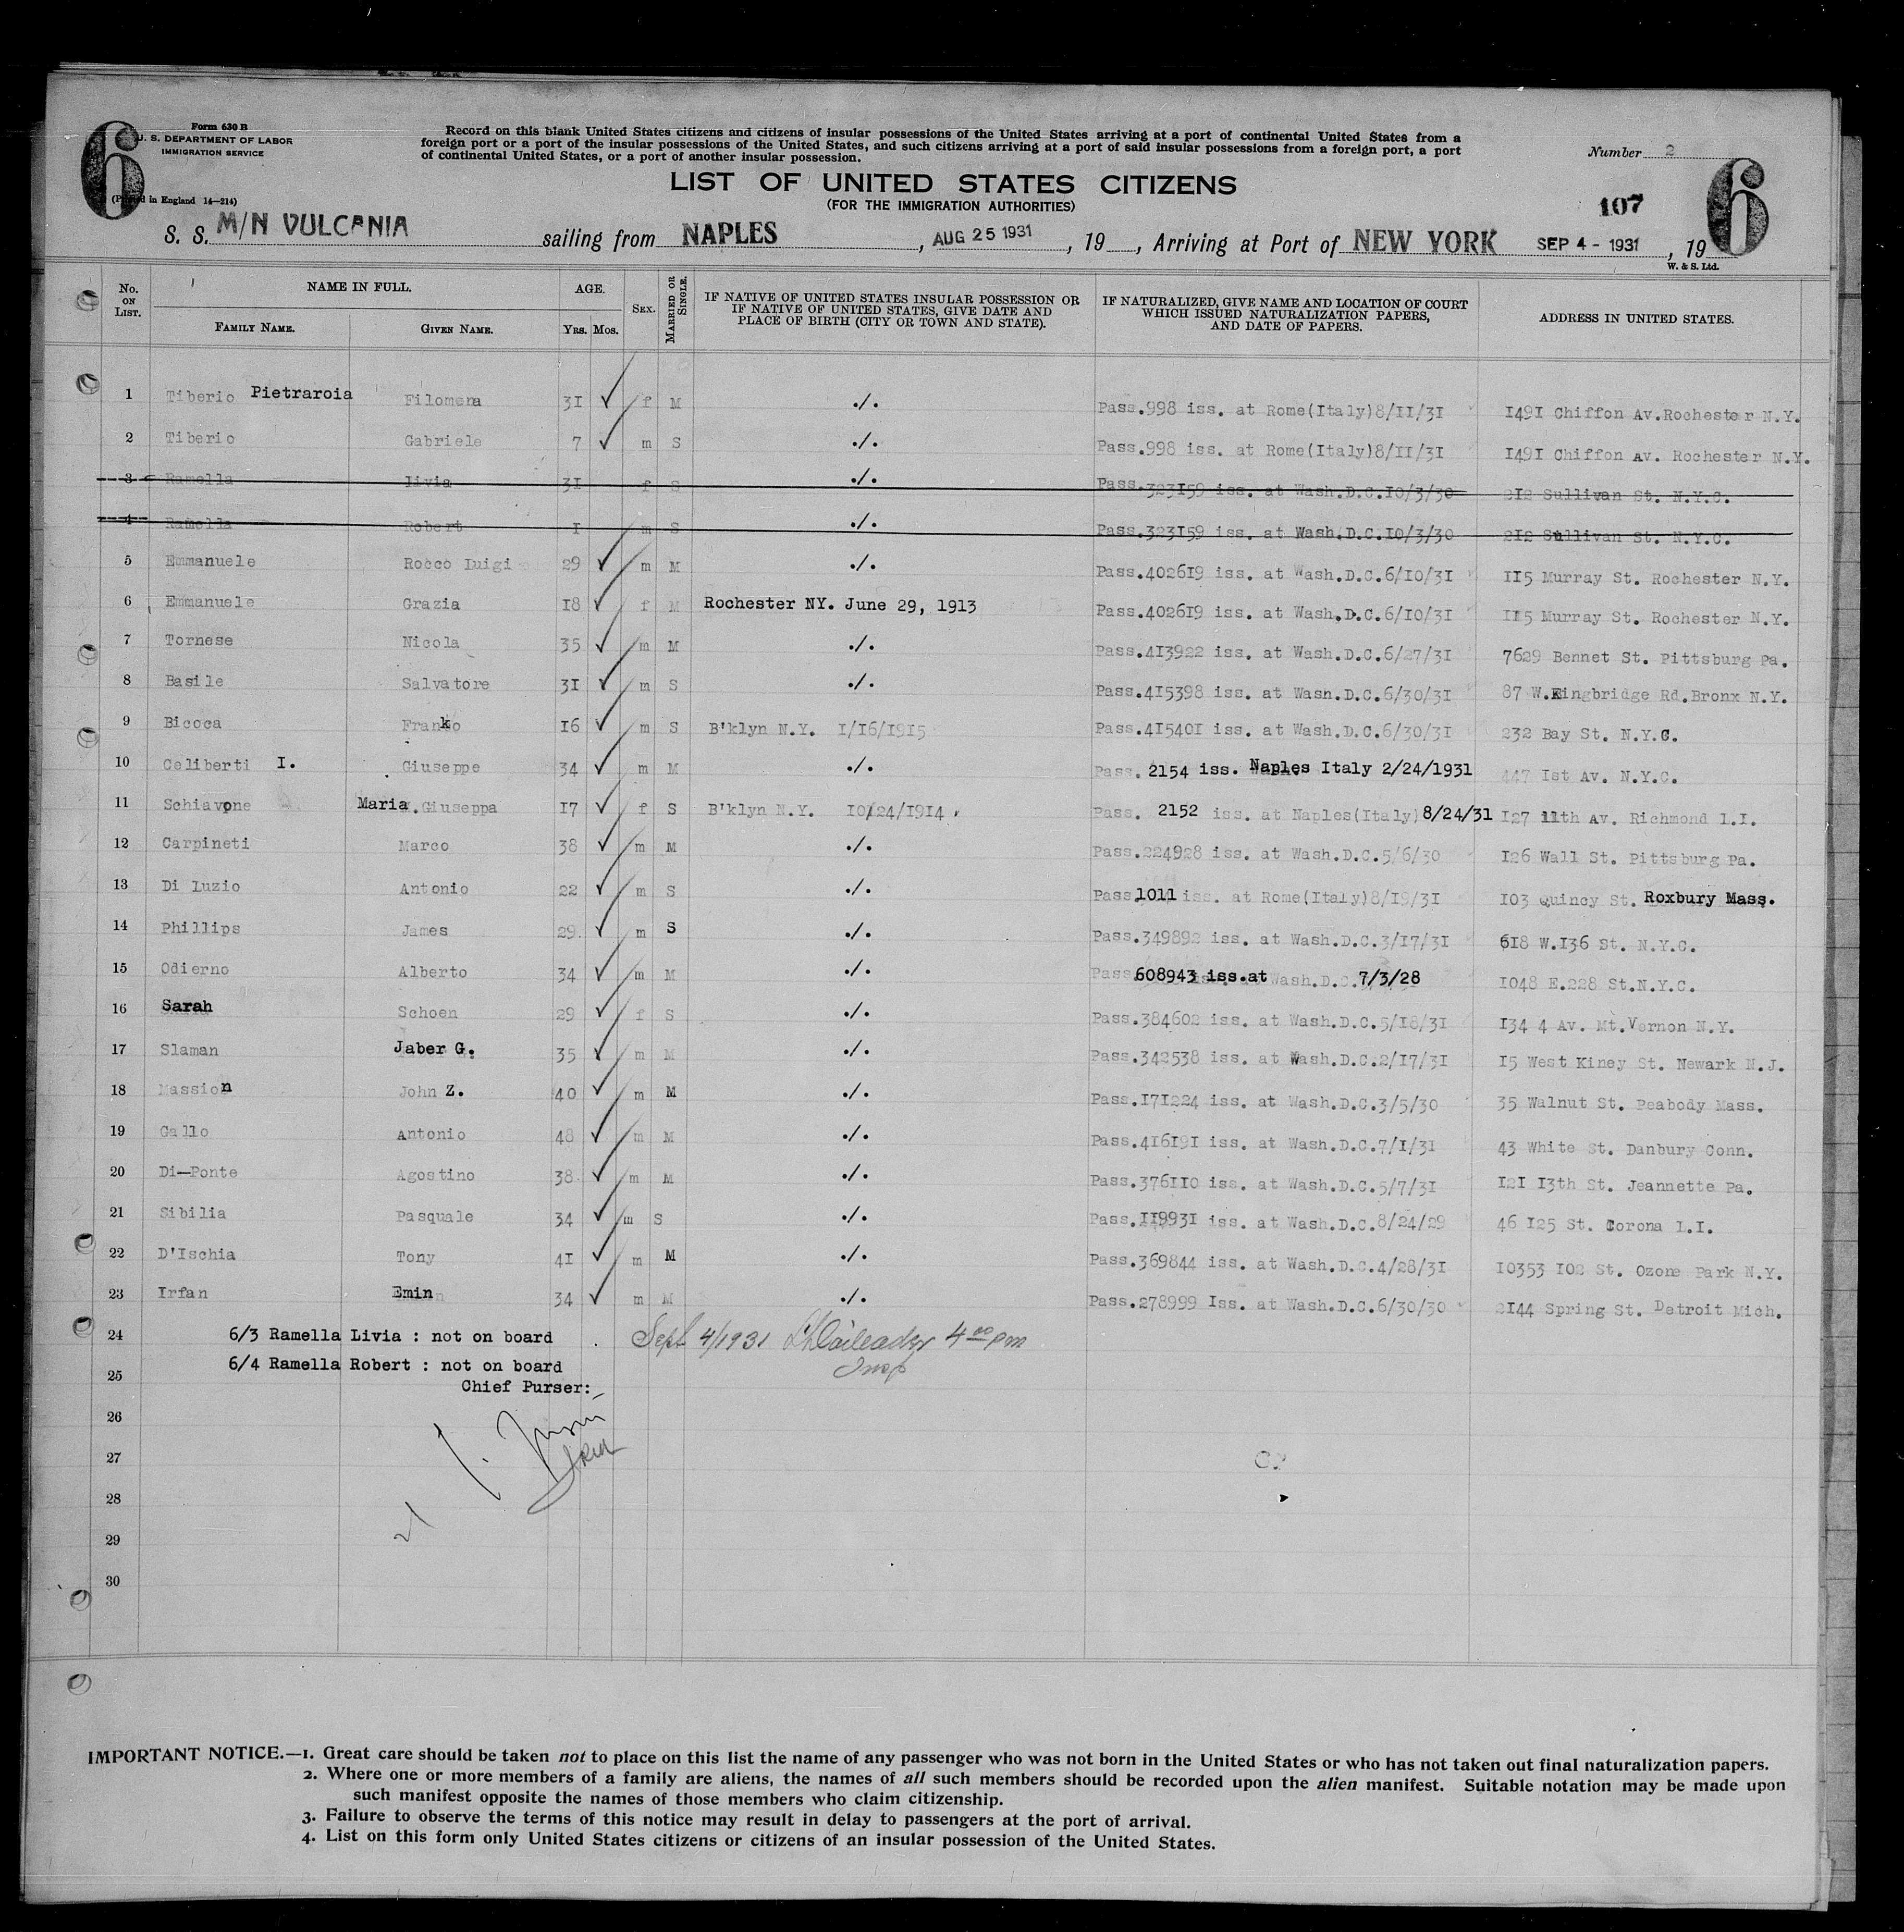 6
Form 630 B
U. S. DEPARTMENT OF LABOR
IMMIGRATION SERVICE
(Printed in England 14—214)
Record on this blank United States citizens and citizens of insular possessions of the United States arriving at a port of continental United States from a
foreign port or a port of the insular possessions of the United States, and such citizens arriving at a port of said insular possessions from a foreign port, a port
of continental United States, or a port of another insular possession.
Number 2
6
LIST OF UNITED STATES CITIZENS
(FOR THE IMMIGRATION AUTHORITIES)
107
S. S. M/N VULCANIA sailing from NAPLES, AUG 25 1931, 19 , Arriving at Port of NEW YORK SEP 4 - 1931, 19
W. & S. Ltd.
No. ON LIST. NAME IN FULL. AGE. SEX. MARRIED OR SINGLE. IF NATIVE OF UNITED STATES INSULAR POSSESSION OR IF NATIVE OF UNITED STATES, GIVE DATE AND PLACE OF BIRTH (CITY OR TOWN AND STATE). IF NATURALIZED, GIVE NAME AND LOCATION OF COURT WHICH ISSUED NATURALIZATION PAPERS, AND DATE OF PAPERS. ADDRESS IN UNITED STATES.
FAMILY NAME. GIVEN NAME. YRS. MOS.
1 Tiberio Pietraroia Filomena 31 ✓ f M ./. Pass.998 iss. at Rome(Italy)8/11/31 1491 Chiffon Av.Rochester N.Y.
2 Tiberio Gabriele 7 ✓ m S ./. Pass.998 iss. at Rome(Italy)8/11/31 1491 Chiffon Av. Rochester N.Y.
3 Ramella Livia 31 f S ./. Pass.323159 iss. at Wash.D.C.10/3/30 212 Sullivan St. N.Y.C.
4 Ramella Robert 1 m S ./. Pass.323159 iss. at Wash.D.C.10/3/30 212 Sullivan St. N.Y.C.
5 Emmanuele Rocco Luigi 29 ✓ m M ./. Pass.402619 iss. at Wash.D.C.6/10/31 115 Murray St. Rochester N.Y.
6 Emmanuele Grazia 18 ✓ f M Rochester NY. June 29, 1913 Pass.402619 iss. at Wash.D.C.6/10/31 115 Murray St. Rochester N.Y.
7 Tornese Nicola 35 ✓ m M ./. Pass.413922 iss. at Wash.D.C.6/27/31 7629 Bennet St. Pittsburg Pa.
8 Basile Salvatore 31 ✓ m S ./. Pass.415398 iss. at Wash.D.C.6/30/31 87 W.Kingbridge Rd.Bronx N.Y.
9 Bicoca Franko 16 ✓ m S B'klyn N.Y. 1/16/1915 Pass.415401 iss. at Wash.D.C.6/30/31 232 Bay St. N.Y.C.
10 Celiberti I. Giuseppe 34 ✓ m M ./. Pass. 2154 iss. Naples Italy 2/24/1931 447 1st Av. N.Y.C.
11 Schiavone Maria.Giuseppa 17 ✓ f S B'klyn N.Y. 10/24/1914 Pass. 2152 iss. at Naples(Italy)8/24/31 127 11th Av. Richmond L.I.
12 Carpineti Marco 38 ✓ m M ./. Pass.224928 iss. at Wash.D.C.5/6/30 126 Wall St. Pittsburg Pa.
13 Di Luzio Antonio 22 ✓ m S ./. Pass.1011 iss. at Rome(Italy)8/19/31 103 Quincy St. Roxbury Mass.
14 Phillips James 29 ✓ m S ./. Pass.349892 iss. at Wash.D.C.3/17/31 618 W.136 St. N.Y.C.
15 Odierno Alberto 34 ✓ m M ./. Pass.608943 iss.at Wash.D.C.7/3/28 1048 E.228 St.N.Y.C.
16 Sarah Schoen 29 ✓ f S ./. Pass.384602 iss. at Wash.D.C.5/18/31 134 4 Av. Mt.Vernon N.Y.
17 Slaman Jaber G. 35 ✓ m M ./. Pass.342538 iss. at Wash.D.C.2/17/31 15 West Kiney St. Newark N.J.
18 Massion John Z. 40 ✓ m M ./. Pass.171224 iss. at Wash.D.C.3/5/30 35 Walnut St. Peabody Mass.
19 Gallo Antonio 48 ✓ m M ./. Pass.416191 iss. at Wash.D.C.7/1/31 43 White St. Danbury Conn.
20 Di—Ponte Agostino 38 ✓ m M ./. Pass.376110 iss. at Wash.D.C.5/7/31 121 13th St. Jeannette Pa.
21 Sibilia Pasquale 34 ✓ m S ./. Pass.119931 iss. at Wash.D.C.8/24/29 46 125 St. Corona L.I.
22 D'Ischia Tony 41 ✓ m M ./. Pass.369844 iss. at Wash.D.C.4/28/31 10353 102 St. Ozone Park N.Y.
23 Irfan Emin 34 ✓ m M ./. Pass.278999 Iss. at Wash.D.C.6/30/30 2144 Spring St. Detroit Mich.
24 6/3 Ramella Livia : not on board Sept 4/1931 4 00 pm
25 6/4 Ramella Robert : not on board Insp
Chief Purser:
26
27
28
29
30
IMPORTANT NOTICE.—1. Great care should be taken not to place on this list the name of any passenger who was not born in the United States or who has not taken out final naturalization papers.
2. Where one or more members of a family are aliens, the names of all such members should be recorded upon the alien manifest. Suitable notation may be made upon
such manifest opposite the names of those members who claim citizenship.
3. Failure to observe the terms of this notice may result in delay to passengers at the port of arrival.
4. List on this form only United States citizens or citizens of an insular possession of the United States.